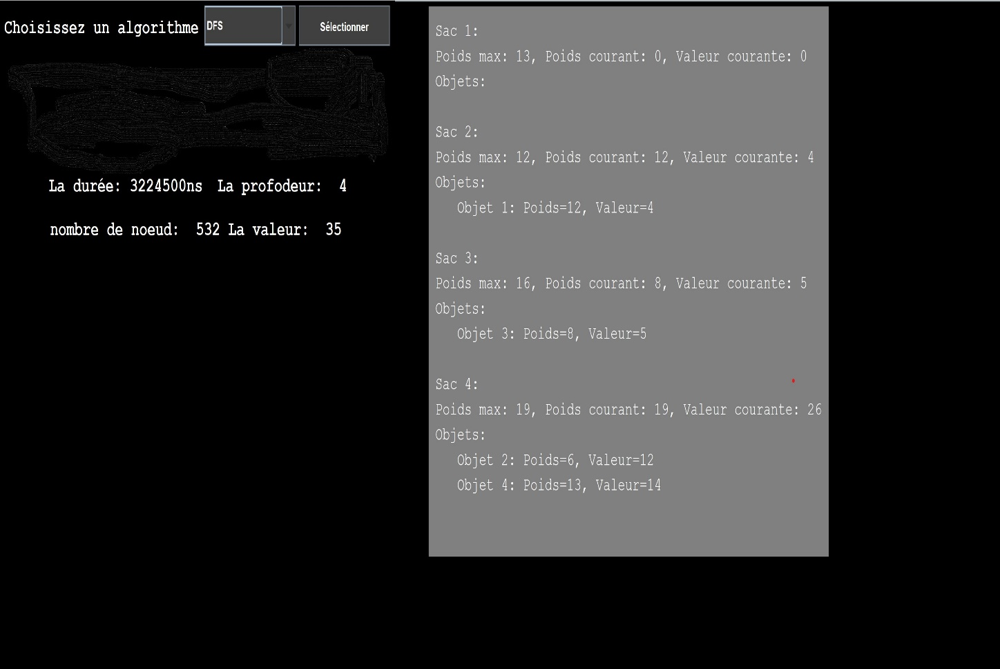 Choisissez un algorithme DFS Sélectionner
La durée: 3224500ns La profodeur: 4
nombre de noeud: 532 La valeur: 35
Sac 1:
Poids max: 13, Poids courant: 0, Valeur courante: 0
Objets:
Sac 2:
Poids max: 12, Poids courant: 12, Valeur courante: 4
Objets:
Objet 1: Poids=12, Valeur=4
Sac 3:
Poids max: 16, Poids courant: 8, Valeur courante: 5
Objets:
Objet 3: Poids=8, Valeur=5
Sac 4:
Poids max: 19, Poids courant: 19, Valeur courante: 26
Objets:
Objet 2: Poids=6, Valeur=12
Objet 4: Poids=13, Valeur=14